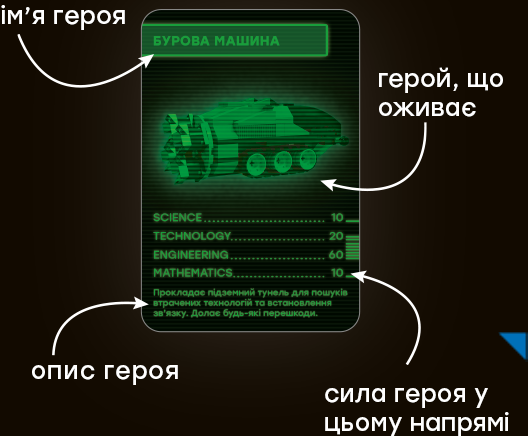 ім’я героя
БУРОВА МАШИНА
герой, що
оживає
SCIENCE 10
TECHNOLOGY 20
ENGINEERING 60
MATHEMATICS 10
Прокладає підземний тунель для пошуків
втрачених технологій та встановлення
зв'язку. Долає будь-які перешкоди.
опис героя
сила героя у
цьому напрямі